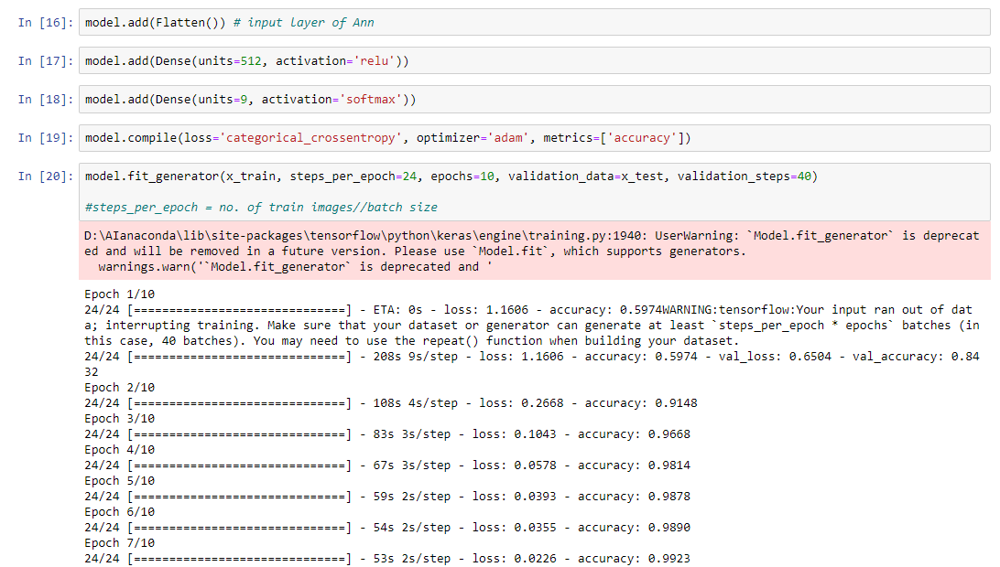 In [16]: model.add(Flatten()) # input layer of Ann
In [17]: model.add(Dense(units=512, activation='relu'))
In [18]: model.add(Dense(units=9, activation='softmax'))
In [19]: model.compile(loss='categorical_crossentropy', optimizer='adam', metrics=['accuracy'])
In [20]: model.fit_generator(x_train, steps_per_epoch=24, epochs=10, validation_data=x_test, validation_steps=40)
#steps_per_epoch = no. of train images//batch size
D:\AIanaconda\lib\site-packages\tensorflow\python\keras\engine\training.py:1940: UserWarning: `Model.fit_generator` is deprecat
ed and will be removed in a future version. Please use `Model.fit`, which supports generators.
  warnings.warn('`Model.fit_generator` is deprecated and '
Epoch 1/10
24/24 [==============================] - ETA: 0s - loss: 1.1606 - accuracy: 0.5974WARNING:tensorflow:Your input ran out of dat
a; interrupting training. Make sure that your dataset or generator can generate at least `steps_per_epoch * epochs` batches (in
this case, 40 batches). You may need to use the repeat() function when building your dataset.
24/24 [==============================] - 208s 9s/step - loss: 1.1606 - accuracy: 0.5974 - val_loss: 0.6504 - val_accuracy: 0.84
32
Epoch 2/10
24/24 [==============================] - 108s 4s/step - loss: 0.2668 - accuracy: 0.9148
Epoch 3/10
24/24 [==============================] - 83s 3s/step - loss: 0.1043 - accuracy: 0.9668
Epoch 4/10
24/24 [==============================] - 67s 3s/step - loss: 0.0578 - accuracy: 0.9814
Epoch 5/10
24/24 [==============================] - 59s 2s/step - loss: 0.0393 - accuracy: 0.9878
Epoch 6/10
24/24 [==============================] - 54s 2s/step - loss: 0.0355 - accuracy: 0.9890
Epoch 7/10
24/24 [==============================] - 53s 2s/step - loss: 0.0226 - accuracy: 0.9923